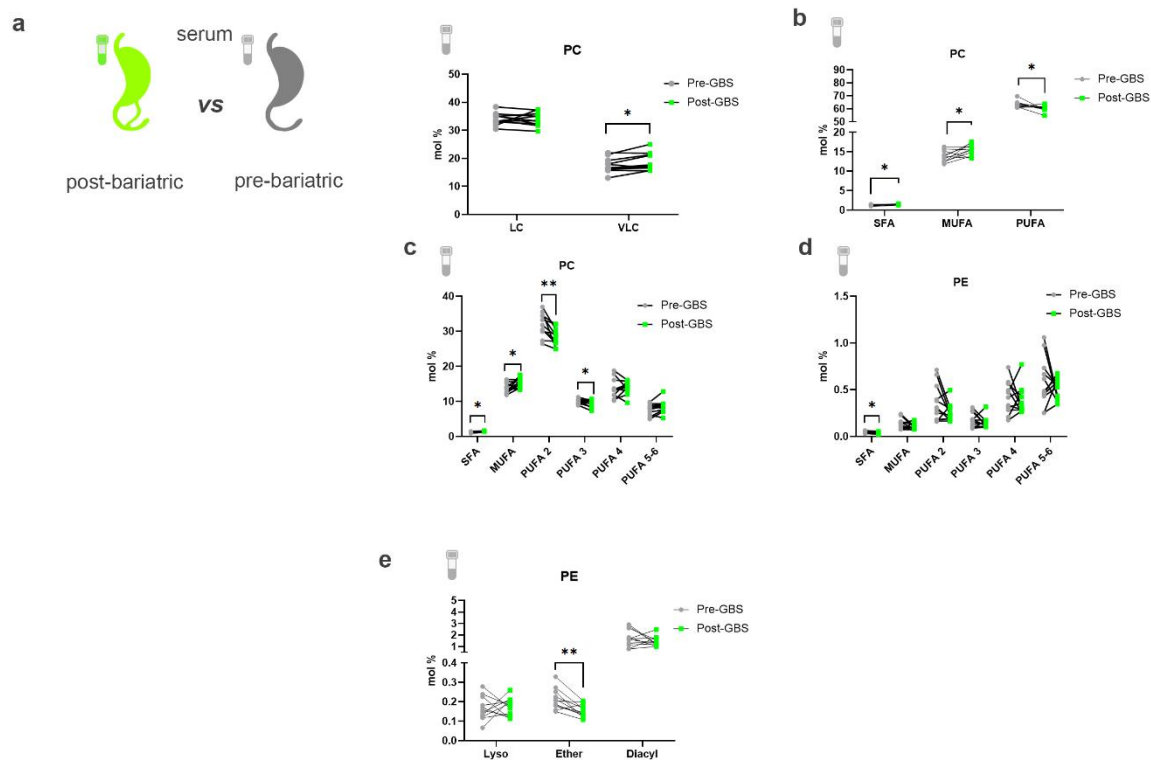 a
serum
vs
post-bariatric
pre-bariatric
PC
mol %
50
40
30
20
10
0
*
LC
VLC
Pre-GBS
Post-GBS
b
PC
mol %
90
80
70
60
50
20
15
10
5
0
*
*
*
SFA
MUFA
PUFA
Pre-GBS
Post-GBS
c
PC
mol %
40
30
20
10
0
*
*
**
*
SFA
MUFA
PUFA 2
PUFA 3
PUFA 4
PUFA 5-6
Pre-GBS
Post-GBS
d
PE
mol %
1.5
1.0
0.5
0.0
*
SFA
MUFA
PUFA 2
PUFA 3
PUFA 4
PUFA 5-6
Pre-GBS
Post-GBS
e
PE
mol %
5
4
3
2
1
0.4
0.3
0.2
0.1
0.0
**
Lyso
Ether
Diacyl
Pre-GBS
Post-GBS